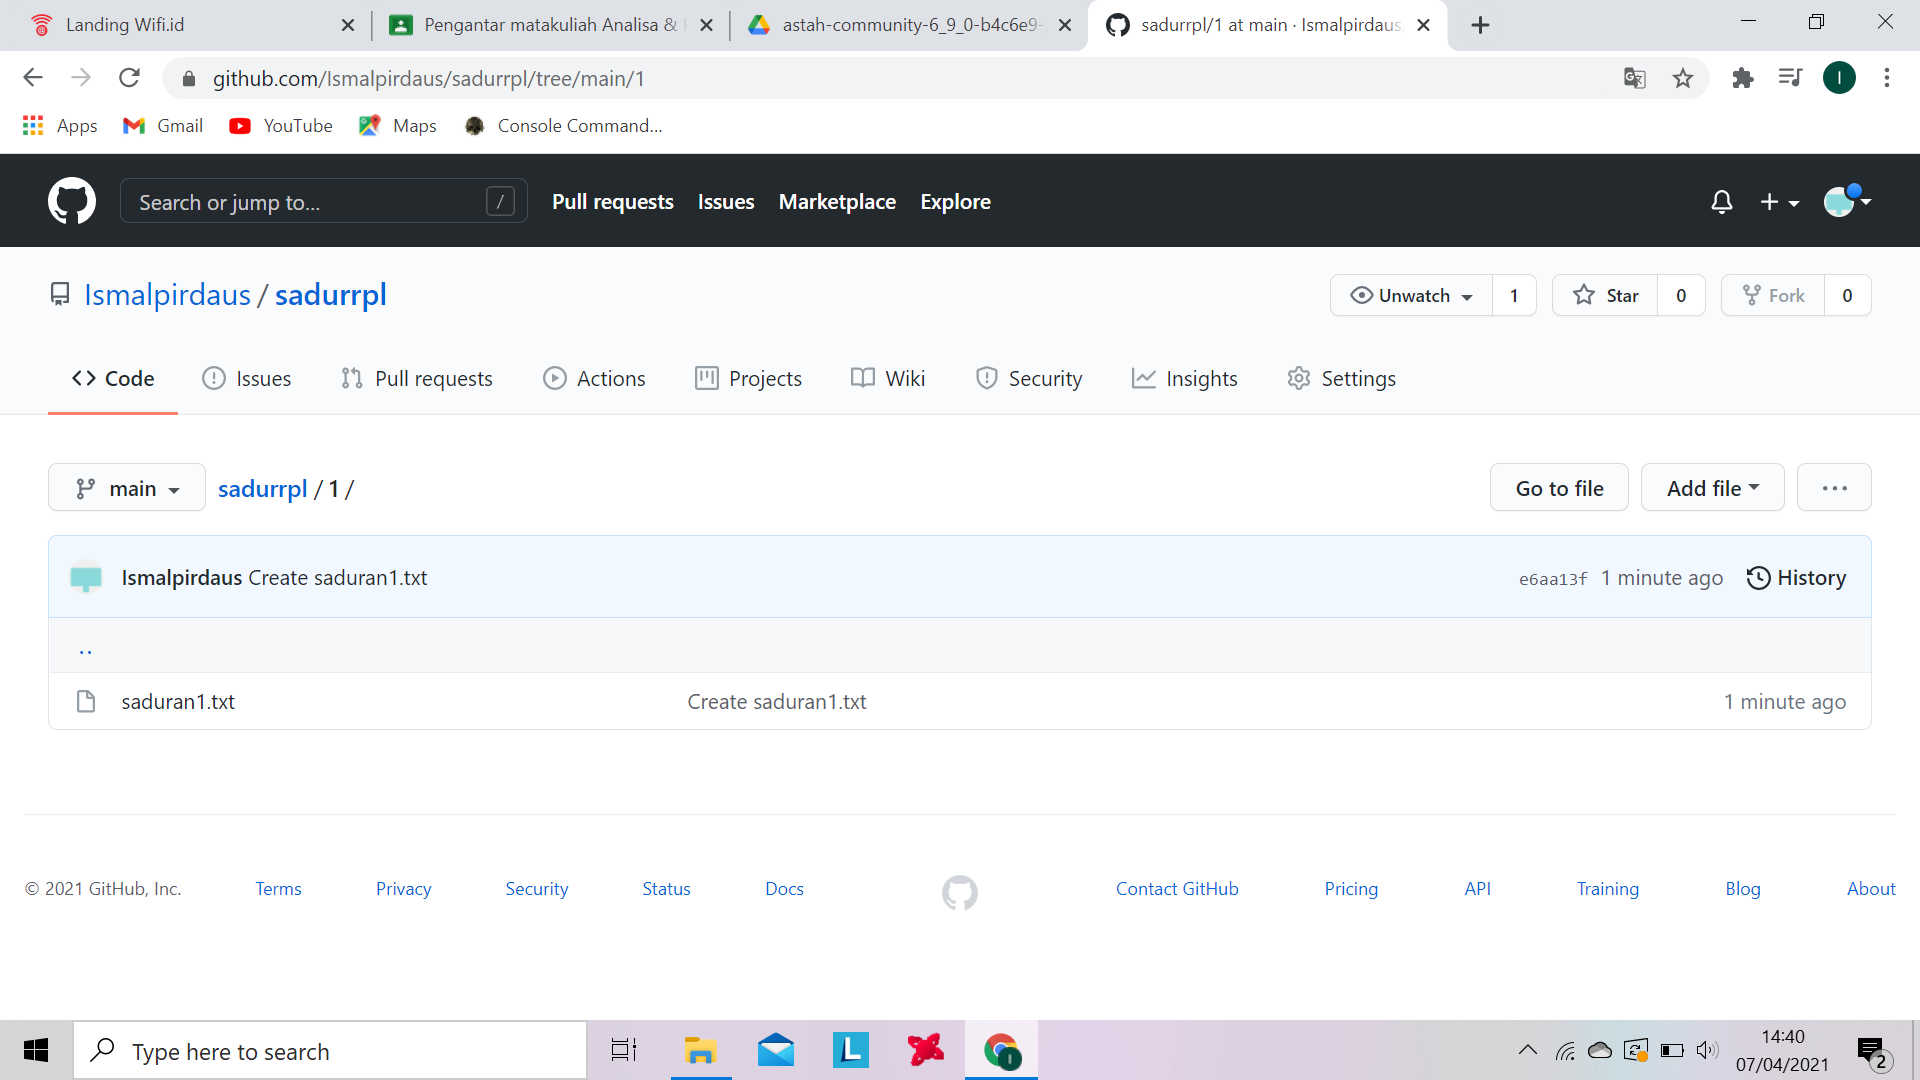 Landing Wifi.id
Pengantar matakuliah Analisa &
astah-community-6_9_0-b4c6e9-
sadurrpl/1 at main · Ismalpirdaus
github.com/Ismalpirdaus/sadurrpl/tree/main/1
I
Apps
Gmail
YouTube
Maps
Console Command...
Search or jump to...
/
Pull requests
Issues
Marketplace
Explore
Ismalpirdaus / sadurrpl
Unwatch 1
Star 0
Fork 0
Code
Issues
Pull requests
Actions
Projects
Wiki
Security
Insights
Settings
main
sadurrpl / 1 /
Go to file
Add file
...
Ismalpirdaus Create saduran1.txt
e6aa13f 1 minute ago
History
..
saduran1.txt Create saduran1.txt 1 minute ago
© 2021 GitHub, Inc.
Terms
Privacy
Security
Status
Docs
Contact GitHub
Pricing
API
Training
Blog
About
Type here to search
L
I
14:40
07/04/2021
2